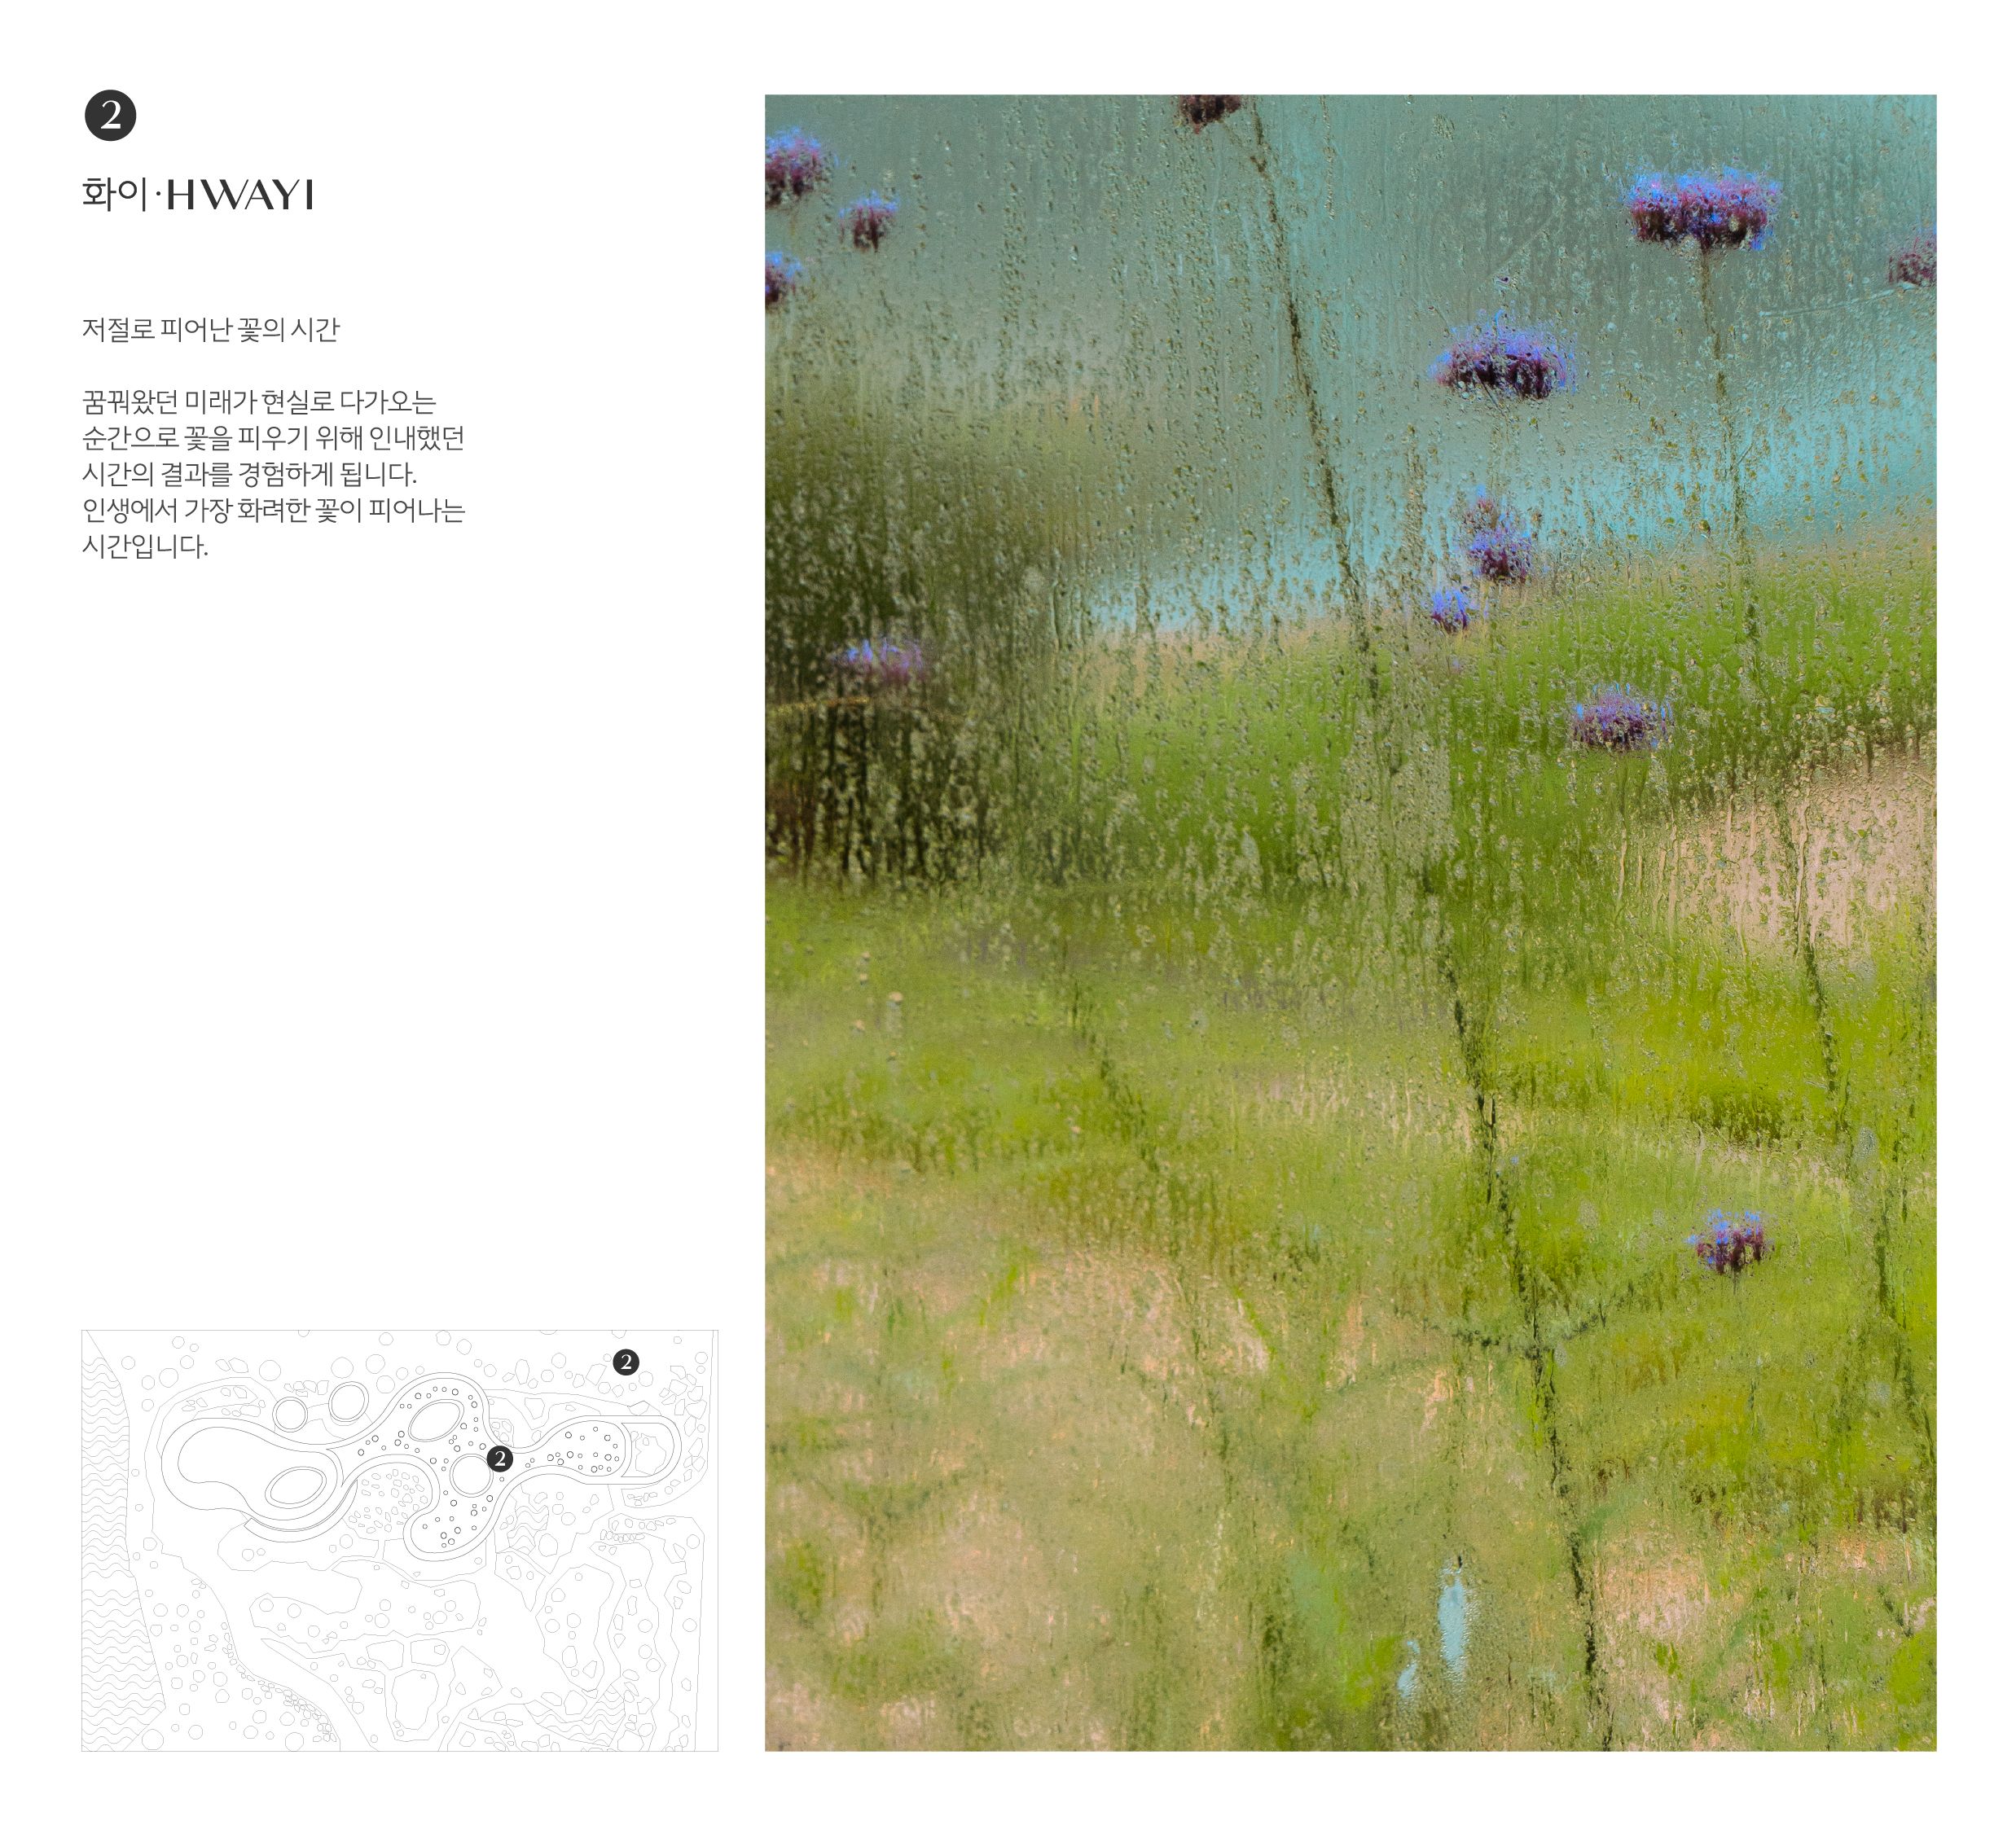 2
화이·HWAYI
저절로 피어난 꽃의 시간
꿈꿔왔던 미래가 현실로 다가오는
순간으로 꽃을 피우기 위해 인내했던
시간의 결과를 경험하게 됩니다.
인생에서 가장 화려한 꽃이 피어나는
시간입니다.
2
2